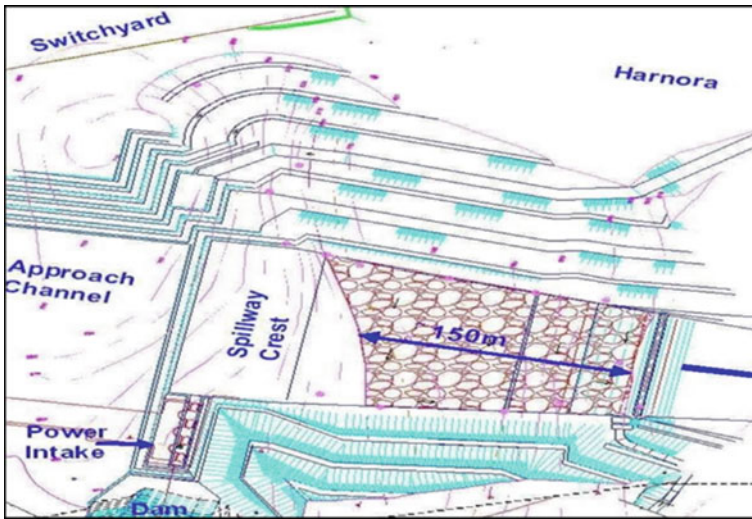 Switchyard
Harnora
Approach
Channel
Spillway
Crest
150m
Power
Intake
Dam